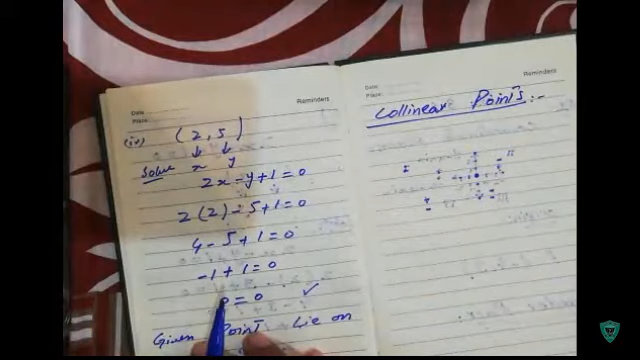 Date
Place
Reminders
(iv) (2, 5)
↓ ↓
Solve x y
2x - y + 1 = 0
2(2) - 5 + 1 = 0
4 - 5 + 1 = 0
-1 + 1 = 0
0 = 0 ✓
Given Point Lie on
Date
Place
Reminders
Collinear Points :-